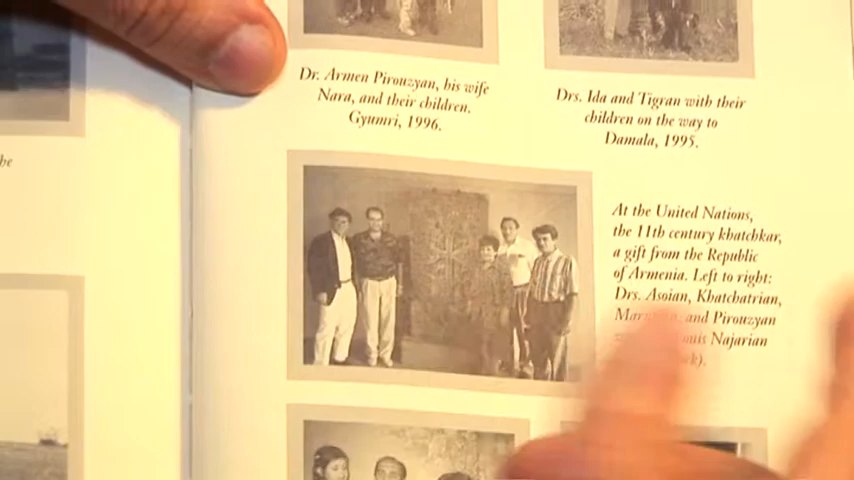 Dr. Armen Pirouzyan, his wife
Nara, and their children.
Gyumri, 1996.
Drs. Ida and Tigran with their
children on the way to
Damala, 1995.
he
At the United Nations,
the 11th century khatchkar,
a gift from the Republic
of Armenia. Left to right:
Drs. Asoian, Khatchatrian,
and Pirouzyan
Najarian